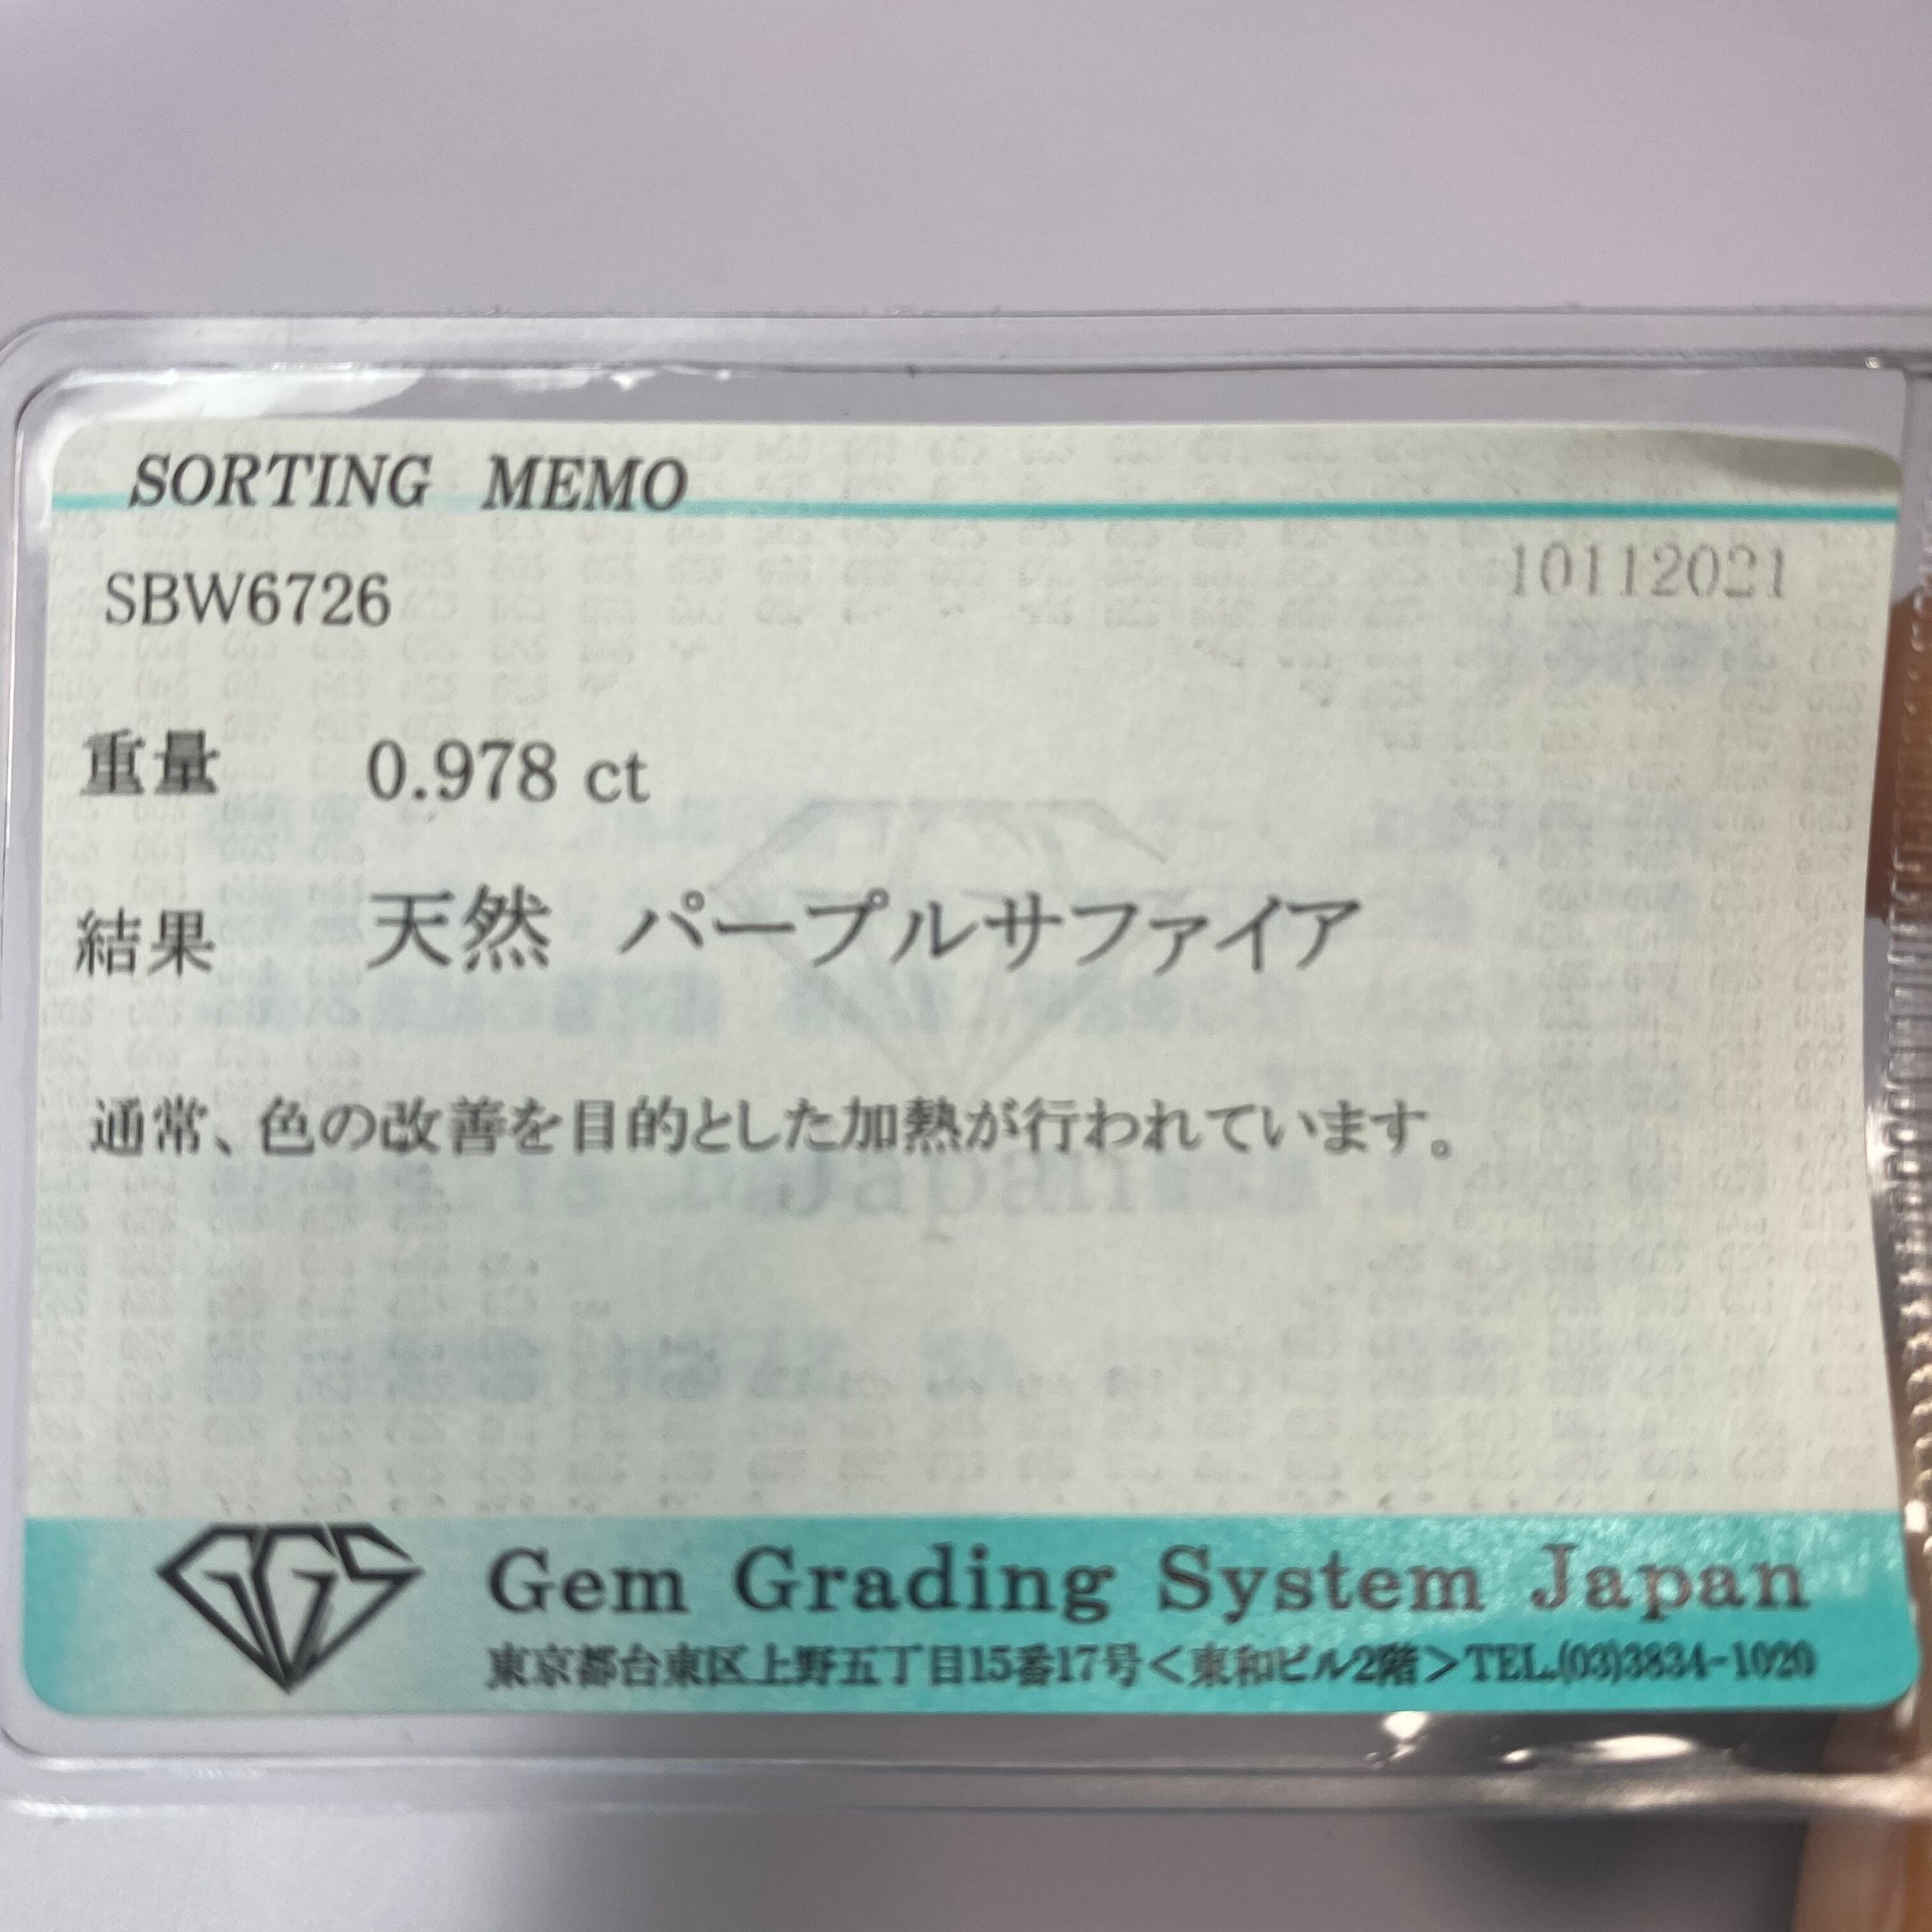 SORTING MEMO
SBW6726
10112021
重量 0.978 ct
結果 天然 パープルサファイア
通常、色の改善を目的とした加熱が行われています。
Japan
GGS Gem Grading System Japan
東京都台東区上野五丁目15番17号＜東和ビル2階＞TEL.(03)3834-1020